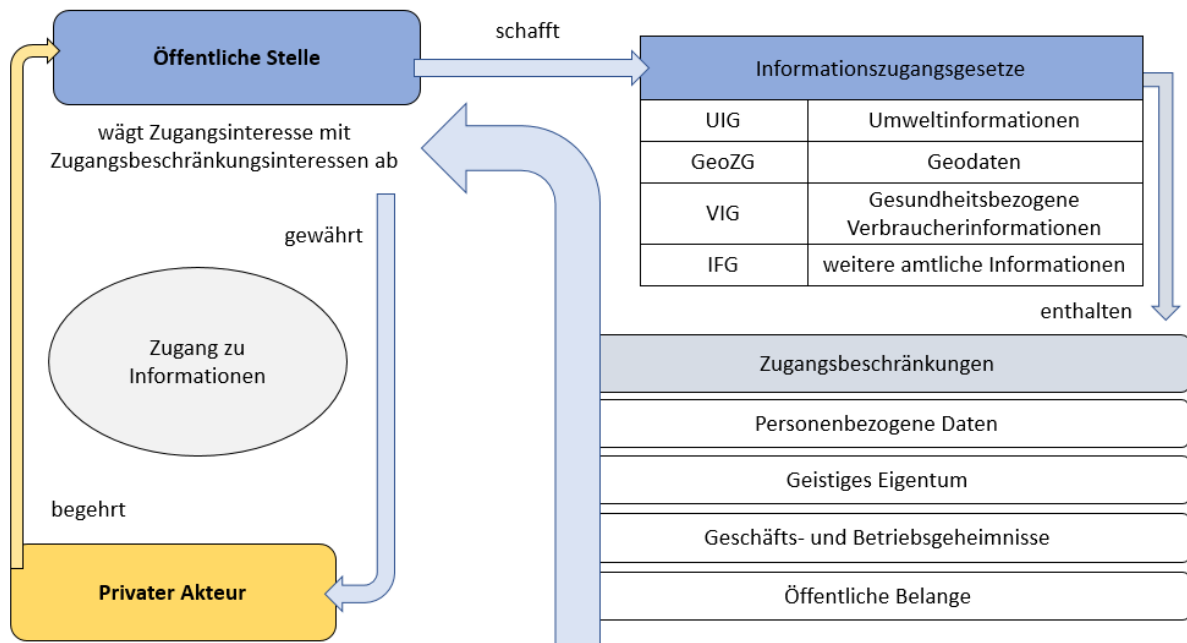 Öffentliche Stelle
schafft
Informationszugangsgesetze
UIG
Umweltinformationen
GeoZG
Geodaten
VIG
Gesundheitsbezogene
Verbraucherinformationen
IFG
weitere amtliche Informationen
wägt Zugangsinteresse mit
Zugangsbeschränkungsinteressen ab
gewährt
enthalten
Zugang zu
Informationen
Zugangsbeschränkungen
Personenbezogene Daten
Geistiges Eigentum
Geschäfts- und Betriebsgeheimnisse
Öffentliche Belange
begehrt
Privater Akteur